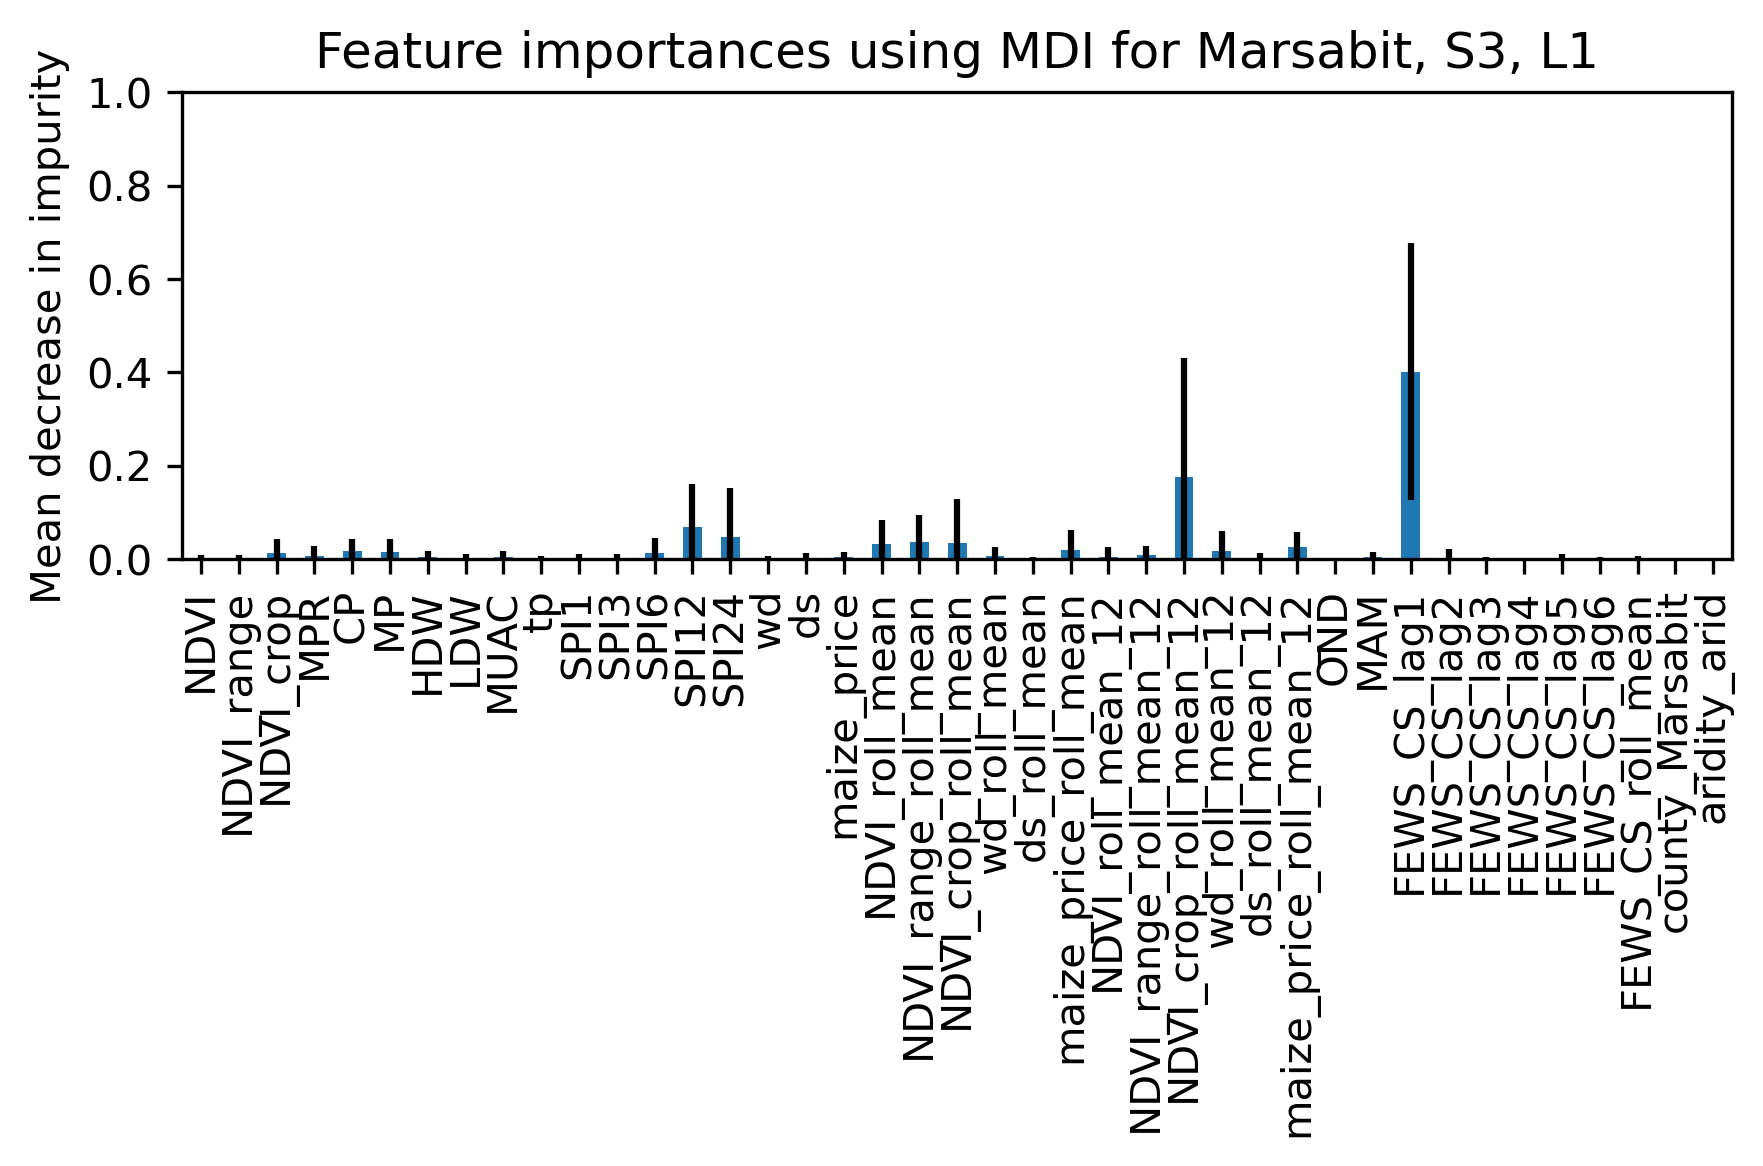 Feature importances using MDI for Marsabit, S3, L1
Mean decrease in impurity
1.0
0.8
0.6
0.4
0.2
0.0
NDVI
NDVI_range
NDVI_crop
MPR
CP
MP
HDW
LDW
MUAC
tp
SPI1
SPI3
SPI6
SPI12
SPI24
wd
ds
maize_price
NDVI_roll_mean
NDVI_range_roll_mean
NDVI_crop_roll_mean
wd_roll_mean
ds_roll_mean
maize_price_roll_mean
NDVI_roll_mean_12
NDVI_range_roll_mean_12
NDVI_crop_roll_mean_12
wd_roll_mean_12
ds_roll_mean_12
maize_price_roll_mean_12
OND
MAM
FEWS_CS_lag1
FEWS_CS_lag2
FEWS_CS_lag3
FEWS_CS_lag4
FEWS_CS_lag5
FEWS_CS_lag6
FEWS_CS_roll_mean
county_Marsabit
aridity_arid